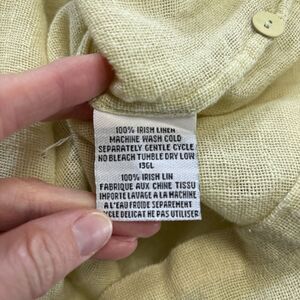 100% IRISH LINEN
MACHINE WASH COLD
SEPARATELY GENTLE CYCLE
NO BLEACH TUMBLE DRY LOW
13GL
100% IRISH LIN
FABRIQUE AUX CHINE TISSU
IMPORTE LAVAGE A LA MACHINE
A L'EAU FROIDE SEPAREMENT
CYCLE DELICAT NE PAS UTILISER